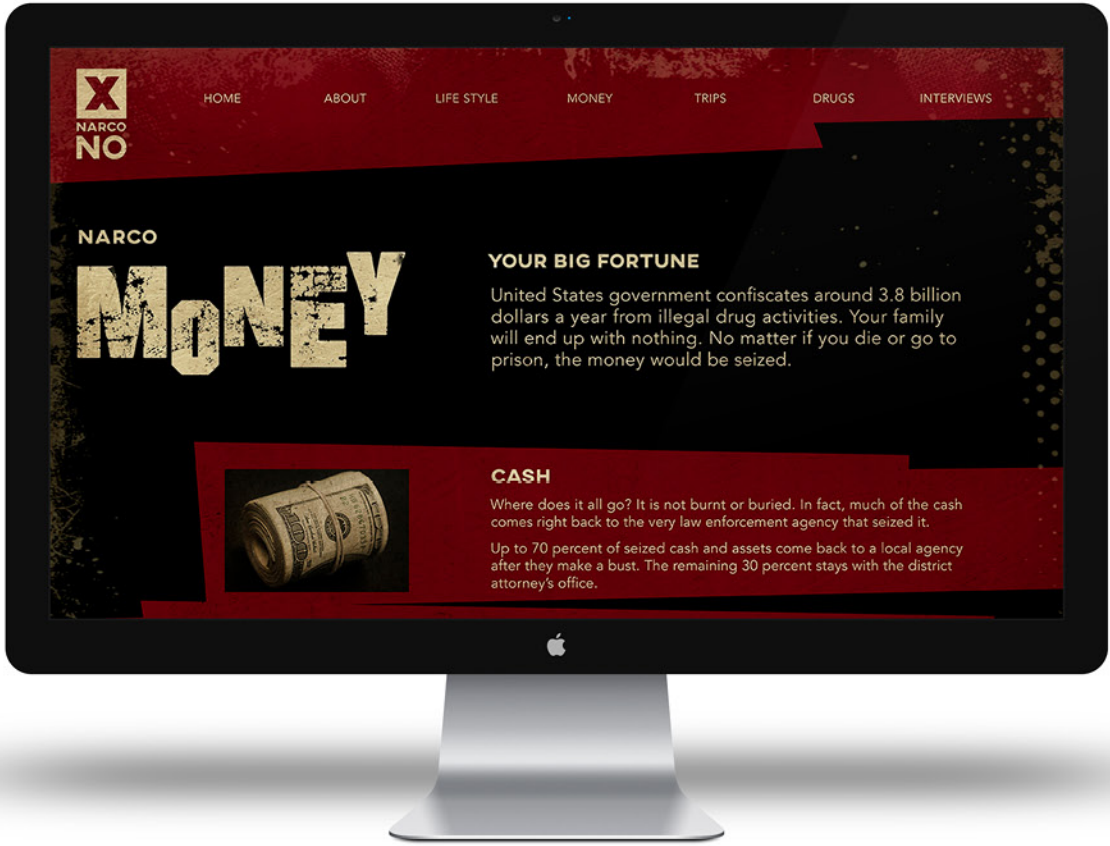 X
NARCO
NO
HOME ABOUT LIFE STYLE MONEY TRIPS DRUGS INTERVIEWS
NARCO
MONEY
YOUR BIG FORTUNE
United States government confiscates around 3.8 billion
dollars a year from illegal drug activities. Your family
will end up with nothing. No matter if you die or go to
prison, the money would be seized.
CASH
Where does it all go? It is not burnt or buried. In fact, much of the cash
comes right back to the very law enforcement agency that seized it.
Up to 70 percent of seized cash and assets come back to a local agency
after they make a bust. The remaining 30 percent stays with the district
attorney's office.